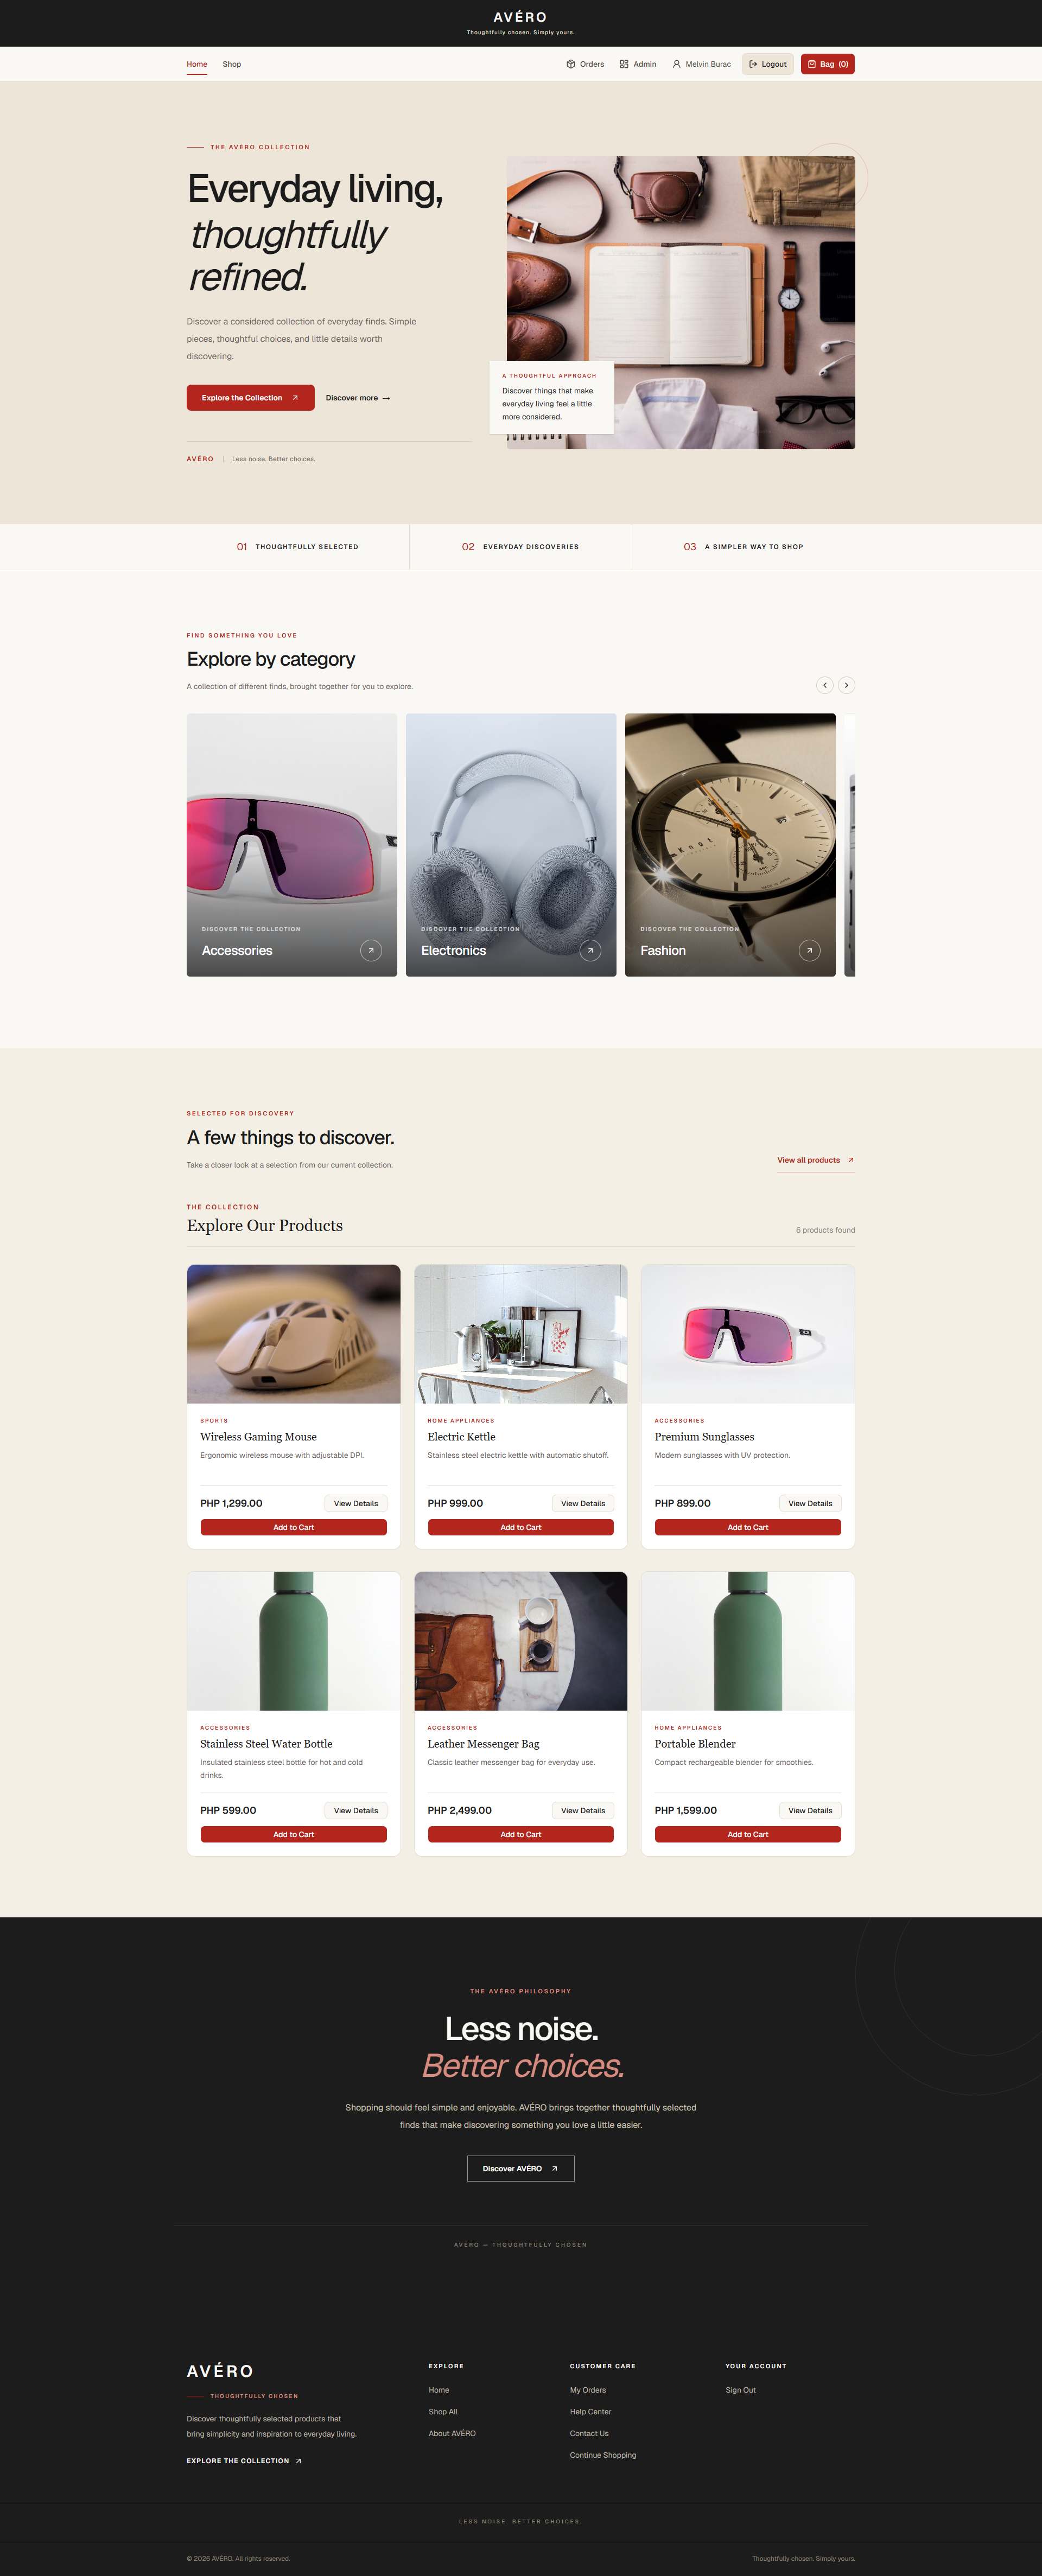 AVÉRO
Thoughtfully chosen. Simply yours.
Home
Shop
Orders
Admin
Melvin Burac
Logout
Bag (0)
THE AVÉRO COLLECTION
Everyday living,
thoughtfully
refined.
Discover a considered collection of everyday finds. Simple
pieces, thoughtful choices, and little details worth
discovering.
Explore the Collection
Discover more →
A THOUGHTFUL APPROACH
Discover things that make
everyday living feel a little
more considered.
AVÉRO | Less noise. Better choices.
01 THOUGHTFULLY SELECTED
02 EVERYDAY DISCOVERIES
03 A SIMPLER WAY TO SHOP
FIND SOMETHING YOU LOVE
Explore by category
A collection of different finds, brought together for you to explore.
DISCOVER THE COLLECTION
Accessories
DISCOVER THE COLLECTION
Electronics
DISCOVER THE COLLECTION
Fashion
SELECTED FOR DISCOVERY
A few things to discover.
Take a closer look at a selection from our current collection.
View all products
THE COLLECTION
Explore Our Products
6 products found
SPORTS
Wireless Gaming Mouse
Ergonomic wireless mouse with adjustable DPI.
PHP 1,299.00
View Details
Add to Cart
HOME APPLIANCES
Electric Kettle
Stainless steel electric kettle with automatic shutoff.
PHP 999.00
View Details
Add to Cart
ACCESSORIES
Premium Sunglasses
Modern sunglasses with UV protection.
PHP 899.00
View Details
Add to Cart
ACCESSORIES
Stainless Steel Water Bottle
Insulated stainless steel bottle for hot and cold
drinks.
PHP 599.00
View Details
Add to Cart
ACCESSORIES
Leather Messenger Bag
Classic leather messenger bag for everyday use.
PHP 2,499.00
View Details
Add to Cart
HOME APPLIANCES
Portable Blender
Compact rechargeable blender for smoothies.
PHP 1,599.00
View Details
Add to Cart
THE AVÉRO PHILOSOPHY
Less noise.
Better choices.
Shopping should feel simple and enjoyable. AVÉRO brings together thoughtfully selected
finds that make discovering something you love a little easier.
Discover AVÉRO
AVÉRO — THOUGHTFULLY CHOSEN
AVÉRO
THOUGHTFULLY CHOSEN
Discover thoughtfully selected products that
bring simplicity and inspiration to everyday living.
EXPLORE THE COLLECTION
EXPLORE
Home
Shop All
About AVÉRO
CUSTOMER CARE
My Orders
Help Center
Contact Us
Continue Shopping
YOUR ACCOUNT
Sign Out
LESS NOISE. BETTER CHOICES.
© 2026 AVÉRO. All rights reserved.
Thoughtfully chosen. Simply yours.